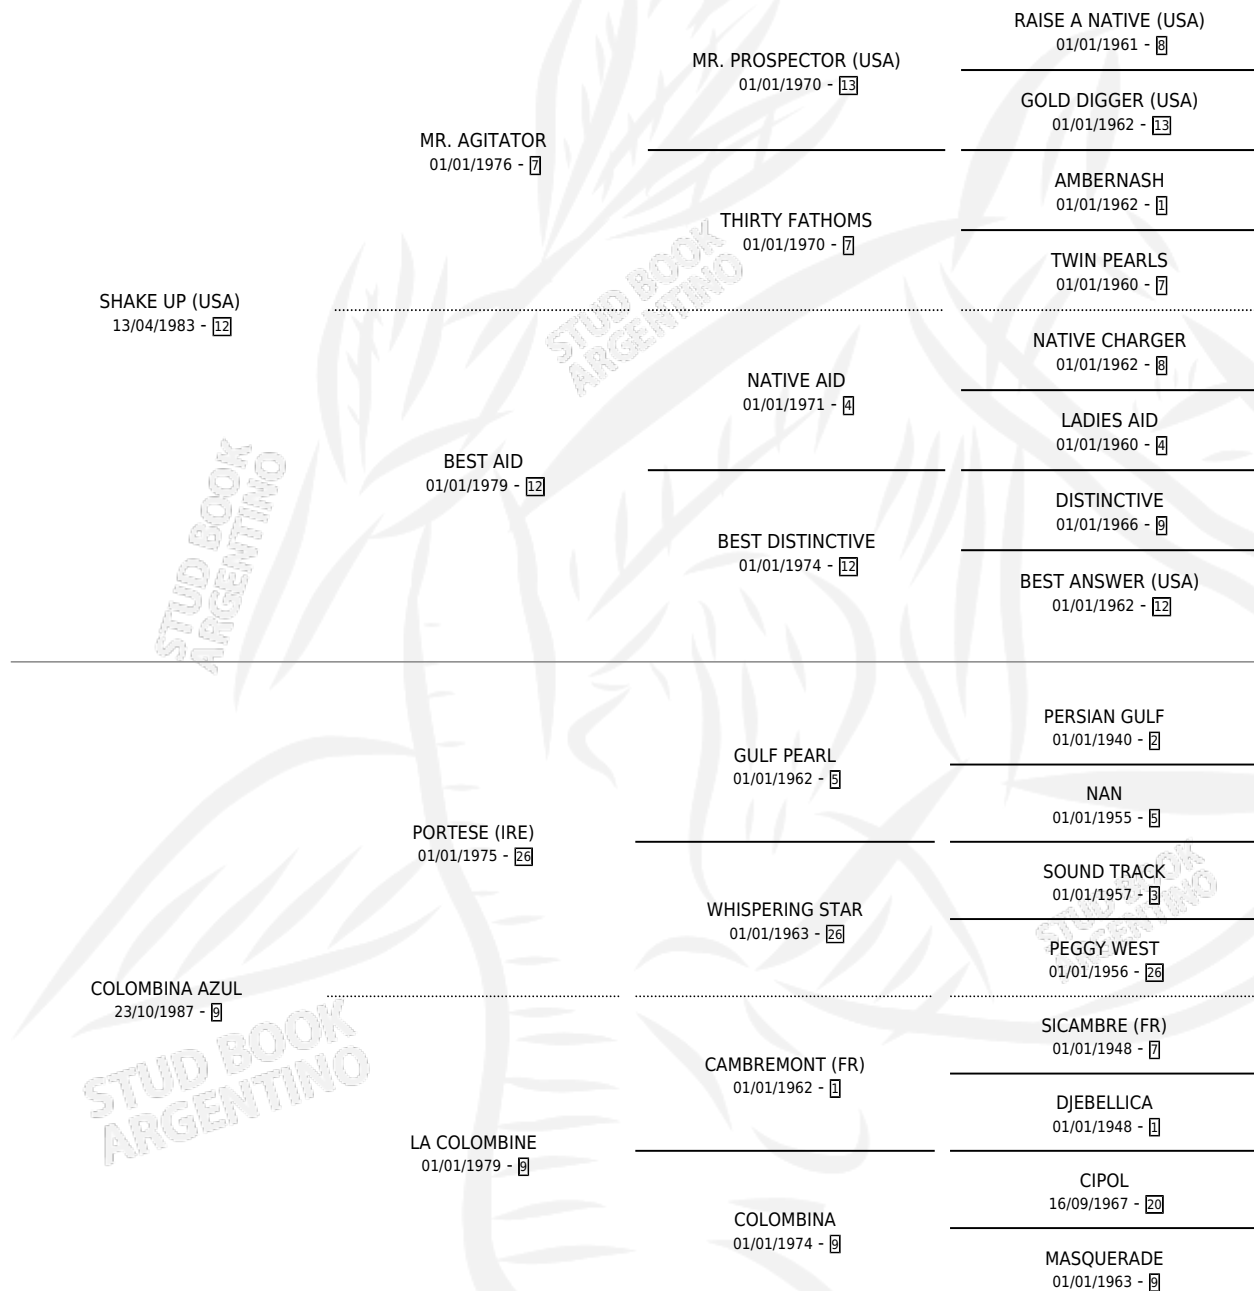 RAISE A NATIVE (USA)
01/01/1961 - 8
MR. PROSPECTOR (USA)
01/01/1970 - 13
GOLD DIGGER (USA)
01/01/1962 - 13
MR. AGITATOR
01/01/1976 - 7
AMBERNASH
01/01/1962 - 1
THIRTY FATHOMS
01/01/1970 - 7
TWIN PEARLS
01/01/1960 - 7
SHAKE UP (USA)
13/04/1983 - 12
NATIVE CHARGER
01/01/1962 - 8
NATIVE AID
01/01/1971 - 4
LADIES AID
01/01/1960 - 4
BEST AID
01/01/1979 - 12
DISTINCTIVE
01/01/1966 - 9
BEST DISTINCTIVE
01/01/1974 - 12
BEST ANSWER (USA)
01/01/1962 - 12
PERSIAN GULF
01/01/1940 - 2
GULF PEARL
01/01/1962 - 5
NAN
01/01/1955 - 5
PORTESE (IRE)
01/01/1975 - 26
SOUND TRACK
01/01/1957 - 3
WHISPERING STAR
01/01/1963 - 26
PEGGY WEST
01/01/1956 - 26
COLOMBINA AZUL
23/10/1987 - 9
SICAMBRE (FR)
01/01/1948 - 7
CAMBREMONT (FR)
01/01/1962 - 1
DJEBELLICA
01/01/1948 - 1
LA COLOMBINE
01/01/1979 - 9
CIPOL
16/09/1967 - 20
COLOMBINA
01/01/1974 - 9
MASQUERADE
01/01/1963 - 9
STUD BOOK
ARGENTINO
STUD BOOK
ARGENTINO
STUD BOOK
ARGENTINO
STUD BOOK
ARGENTINO